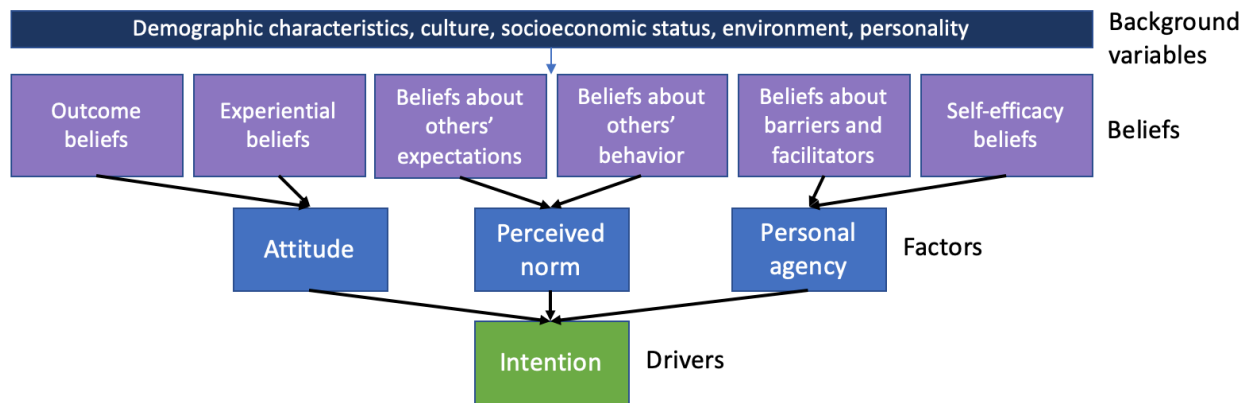 Demographic characteristics, culture, socioeconomic status, environment, personality
Background
variables
Outcome
beliefs
Experiential
beliefs
Beliefs about
others’
expectations
Beliefs about
others’
behavior
Beliefs about
barriers and
facilitators
Self-efficacy
beliefs
Beliefs
Attitude
Perceived
norm
Personal
agency
Factors
Intention
Drivers